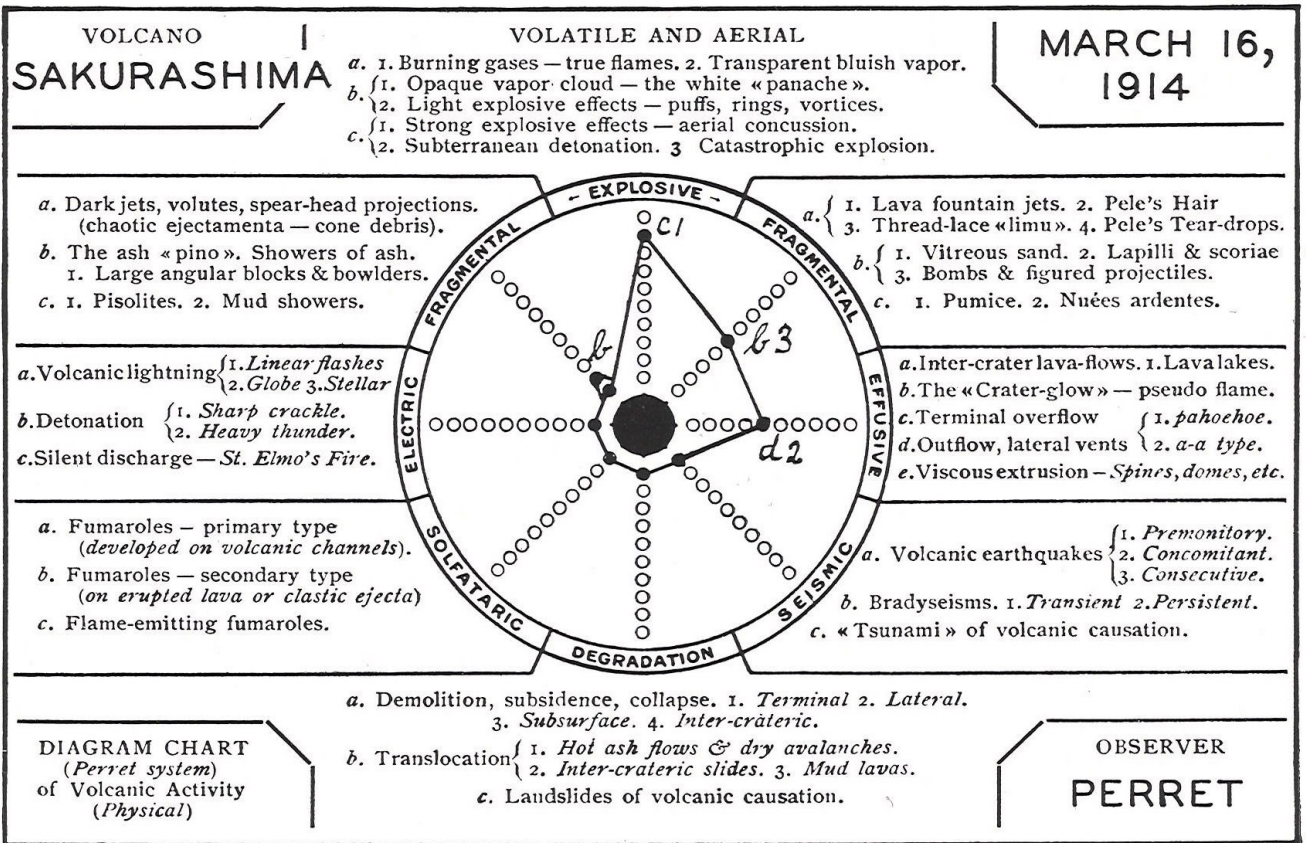 VOLCANO
SAKURASHIMA
VOLATILE AND AERIAL
a. 1. Burning gases — true flames. 2. Transparent bluish vapor.
b. {1. Opaque vapor cloud — the white «panache».
2. Light explosive effects — puffs, rings, vortices.
c. {1. Strong explosive effects — aerial concussion.
2. Subterranean detonation. 3 Catastrophic explosion.
MARCH 16,
1914
a. Dark jets, volutes, spear-head projections.
(chaotic ejectamenta — cone debris).
b. The ash «pino». Showers of ash.
1. Large angular blocks & bowlders.
c. 1. Pisolites. 2. Mud showers.
a. { 1. Lava fountain jets. 2. Pele's Hair
3. Thread-lace «limu». 4. Pele's Tear-drops.
b. { 1. Vitreous sand. 2. Lapilli & scoriae
3. Bombs & figured projectiles.
c. 1. Pumice. 2. Nuées ardentes.
a. Volcanic lightning {1. Linear flashes
2. Globe 3. Stellar
b. Detonation {1. Sharp crackle.
2. Heavy thunder.
c. Silent discharge — St. Elmo's Fire.
a. Inter-crater lava-flows. 1. Lava lakes.
b. The «Crater-glow» — pseudo flame.
c. Terminal overflow { 1. pahoehoe.
d. Outflow, lateral vents 2. a-a type.
e. Viscous extrusion — Spines, domes, etc.
a. Fumaroles — primary type
(developed on volcanic channels).
b. Fumaroles — secondary type
(on erupted lava or clastic ejecta)
c. Flame-emitting fumaroles.
a. Volcanic earthquakes {1. Premonitory.
2. Concomitant.
3. Consecutive.
b. Bradyseisms. 1. Transient 2. Persistent.
c. «Tsunami» of volcanic causation.
– EXPLOSIVE –
FRAGMENTAL
EFFUSIVE
SEISMIC
DEGRADATION
SOLFATARIC
ELECTRIC
FRAGMENTAL
C1
b3
d2
b
a. Demolition, subsidence, collapse. 1. Terminal 2. Lateral.
3. Subsurface. 4. Inter-crateric.
b. Translocation { 1. Hot ash flows & dry avalanches.
2. Inter-crateric slides. 3. Mud lavas.
c. Landslides of volcanic causation.
DIAGRAM CHART
(Perret system)
of Volcanic Activity
(Physical)
OBSERVER
PERRET